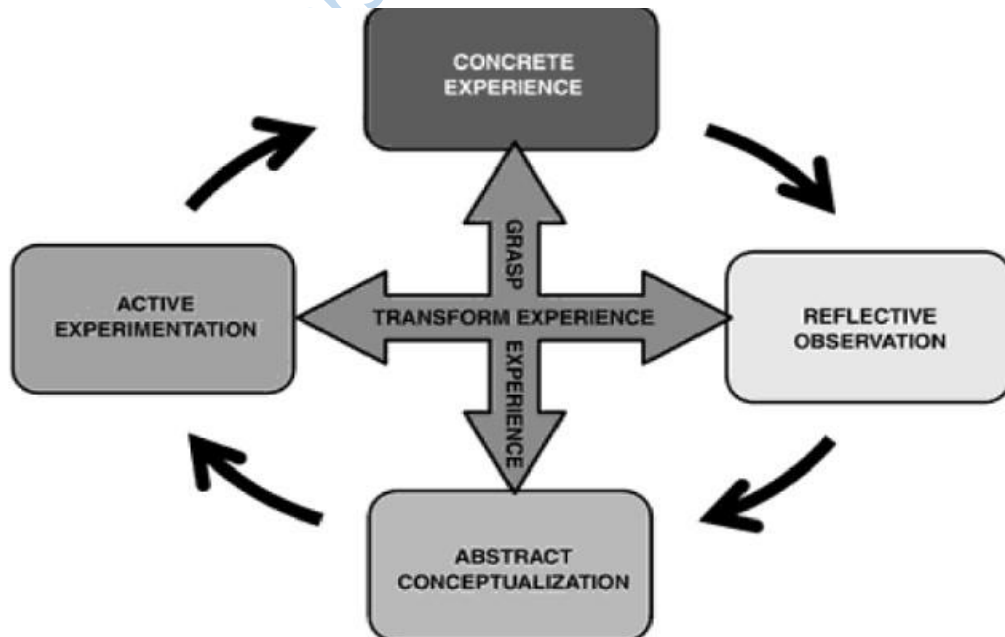 CONCRETE
EXPERIENCE
ACTIVE
EXPERIMENTATION
GRASP
TRANSFORM EXPERIENCE
EXPERIENCE
REFLECTIVE
OBSERVATION
ABSTRACT
CONCEPTUALIZATION